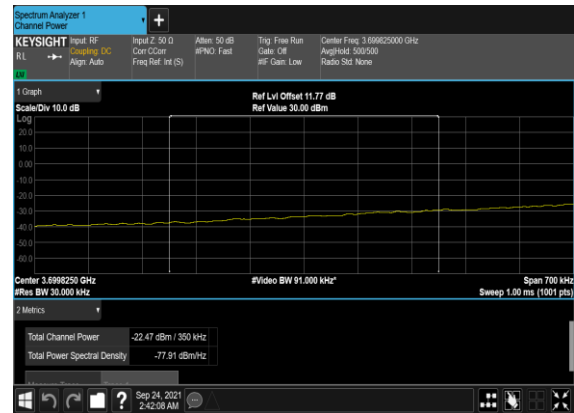 Spectrum Analyzer 1
Channel Power
+
KEYSIGHT
RL
Input: RF
Coupling: DC
Align: Auto
Input Z: 50 Ω
Corr CCorr
Freq Ref: Int (S)
Atten: 50 dB
#PNO: Fast
Trig: Free Run
Gate: Off
#IF Gain: Low
Center Freq: 3.699825000 GHz
Avg|Hold: 500/500
Radio Std: None
1 Graph
Scale/Div 10.0 dB
Ref Lvl Offset 11.77 dB
Ref Value 30.00 dBm
Log
20.0
10.0
0.00
-10.0
-20.0
-30.0
-40.0
-50.0
-60.0
Center 3.6998250 GHz
#Res BW 30.000 kHz
#Video BW 91.000 kHz*
Span 700 kHz
Sweep 1.00 ms (1001 pts)
2 Metrics
Total Channel Power -22.47 dBm / 350 kHz
Total Power Spectral Density -77.91 dBm/Hz
?
Sep 24, 2021
2:42:08 AM